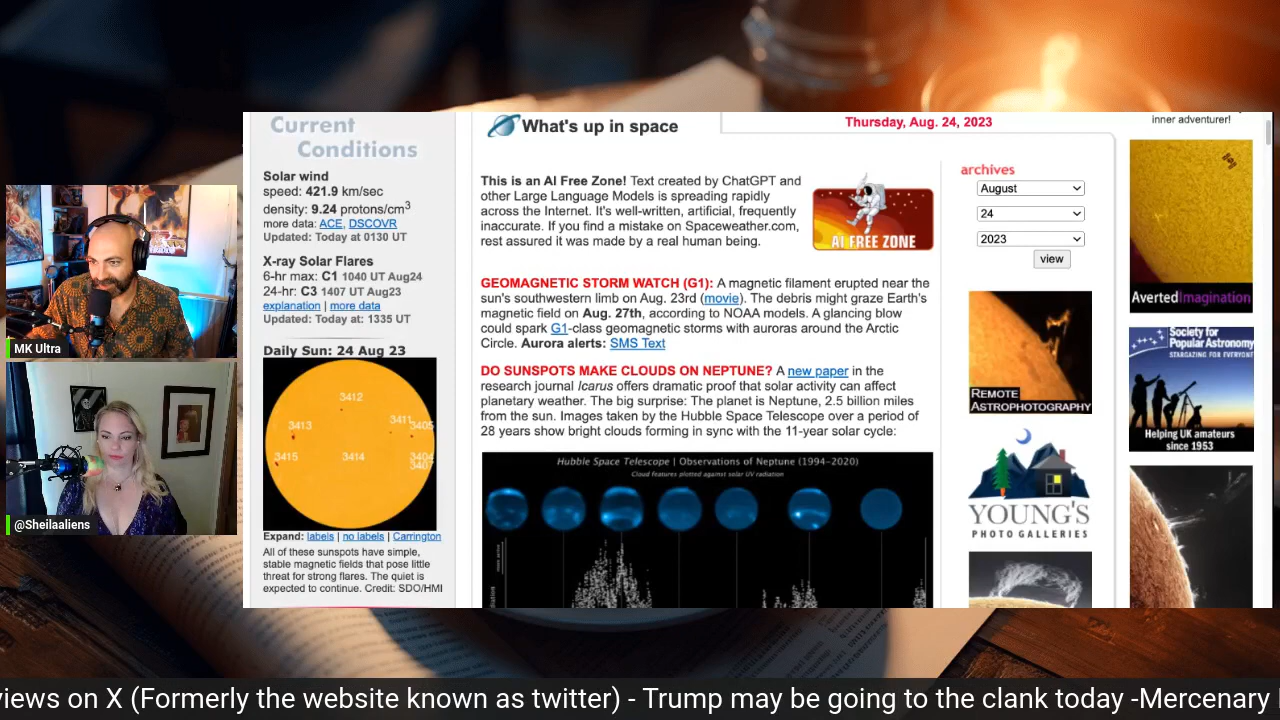 Current
Conditions
Solar wind
speed: 421.9 km/sec
density: 9.24 protons/cm3
more data: ACE, DSCOVR
Updated: Today at 0130 UT
X-ray Solar Flares
6-hr max: C1 1040 UT Aug24
24-hr: C3 1407 UT Aug23
explanation | more data
Updated: Today at: 1335 UT
Daily Sun: 24 Aug 23
3412
3413
3411
3405
3415
3414
3404
3407
Expand: labels | no labels | Carrington
All of these sunspots have simple,
stable magnetic fields that pose little
threat for strong flares. The quiet is
expected to continue. Credit: SDO/HMI
What's up in space
Thursday, Aug. 24, 2023
This is an AI Free Zone! Text created by ChatGPT and
other Large Language Models is spreading rapidly
across the Internet. It's well-written, artificial, frequently
inaccurate. If you find a mistake on Spaceweather.com,
rest assured it was made by a real human being.
AI FREE ZONE
GEOMAGNETIC STORM WATCH (G1): A magnetic filament erupted near the
sun's southwestern limb on Aug. 23rd (movie). The debris might graze Earth's
magnetic field on Aug. 27th, according to NOAA models. A glancing blow
could spark G1-class geomagnetic storms with auroras around the Arctic
Circle. Aurora alerts: SMS Text
DO SUNSPOTS MAKE CLOUDS ON NEPTUNE? A new paper in the
research journal Icarus offers dramatic proof that solar activity can affect
planetary weather. The big surprise: The planet is Neptune, 2.5 billion miles
from the sun. Images taken by the Hubble Space Telescope over a period of
28 years show bright clouds forming in sync with the 11-year solar cycle:
Hubble Space Telescope | Observations of Neptune (1994-2020)
Cloud features plotted against solar UV radiation
archives
August
24
2023
view
REMOTE
ASTROPHOTOGRAPHY
YOUNG'S
PHOTO GALLERIES
inner adventurer!
AvertedImagination
Society for
Popular Astronomy
STARGAZING FOR EVERYONE
Helping UK amateurs
since 1953
MK Ultra
@Sheilaaliens
views on X (Formerly the website known as twitter) - Trump may be going to the clank today -Mercenary